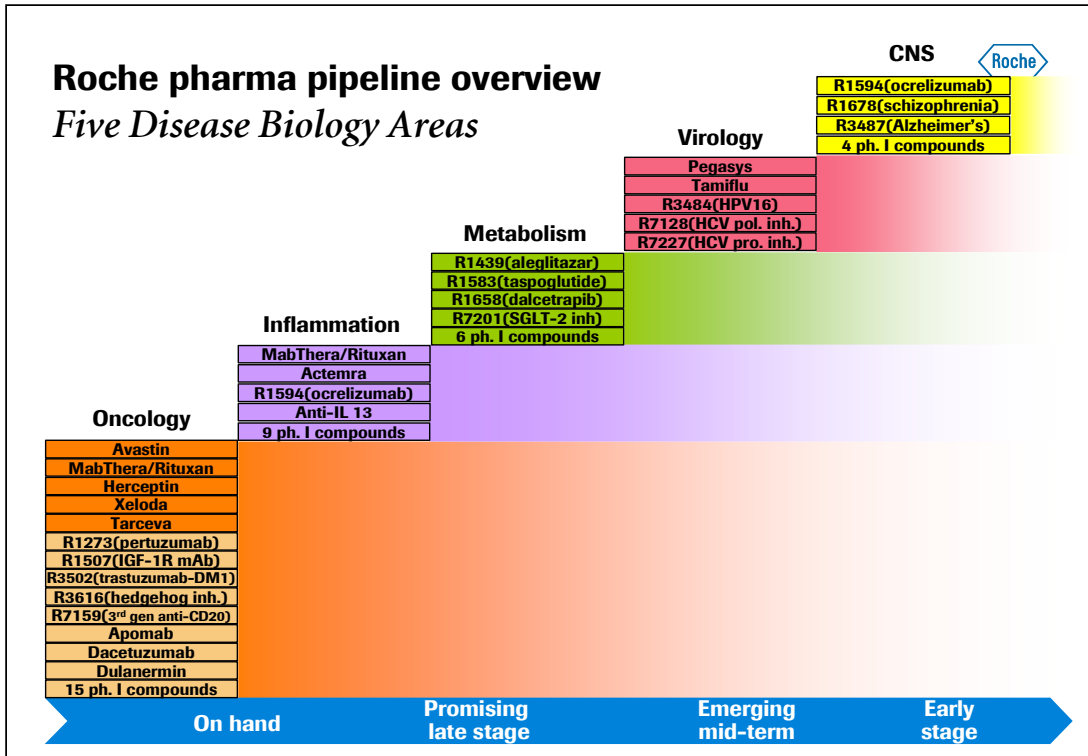 Roche pharma pipeline overview
Five Disease Biology Areas
Roche
CNS
R1594(ocrelizumab)
R1678(schizophrenia)
R3487(Alzheimer's)
4 ph. I compounds
Virology
Pegasys
Tamiflu
R3484(HPV16)
R7128(HCV pol. inh.)
R7227(HCV pro. inh.)
Metabolism
R1439(aleglitazar)
R1583(taspoglutide)
R1658(dalcetrapib)
R7201(SGLT-2 inh)
6 ph. I compounds
Inflammation
MabThera/Rituxan
Actemra
R1594(ocrelizumab)
Anti-IL 13
9 ph. I compounds
Oncology
Avastin
MabThera/Rituxan
Herceptin
Xeloda
Tarceva
R1273(pertuzumab)
R1507(IGF-1R mAb)
R3502(trastuzumab-DM1)
R3616(hedgehog inh.)
R7159(3rd gen anti-CD20)
Apomab
Dacetuzumab
Dulanermin
15 ph. I compounds
On hand
Promising
late stage
Emerging
mid-term
Early
stage